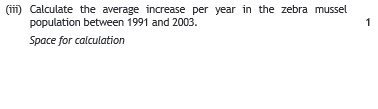 (iii) Calculate the average increase per year in the zebra mussel
population between 1991 and 2003. 1
Space for calculation